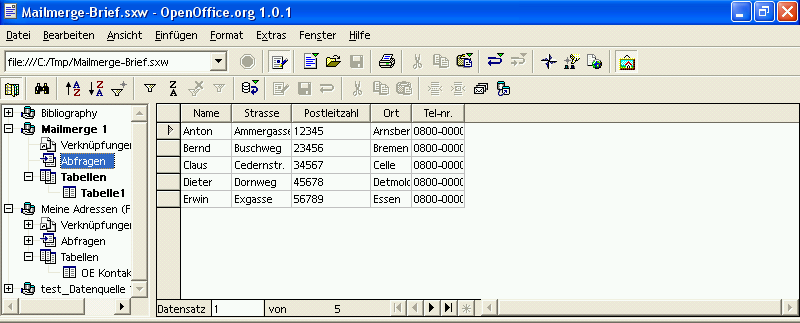 Mailmerge-Brief.sxw - OpenOffice.org 1.0.1
Datei Bearbeiten Ansicht Einfügen Format Extras Fenster Hilfe
file:///C:/Tmp/Mailmerge-Brief.sxw
Bibliography
Mailmerge 1
Verknüpfungen
Abfragen
Tabellen
Tabelle1
Meine Adressen (F
Verknüpfungen
Abfragen
Tabellen
OE Kontak
test_Datenquelle
Name Strasse Postleitzahl Ort Tel-nr.
Anton Ammergasse 12345 Arnsber 0800-0000
Bernd Buschweg 23456 Bremen 0800-0000
Claus Cedernstr. 34567 Celle 0800-0000
Dieter Dornweg 45678 Detmold 0800-0000
Erwin Exgasse 56789 Essen 0800-0000
Datensatz 1 von 5